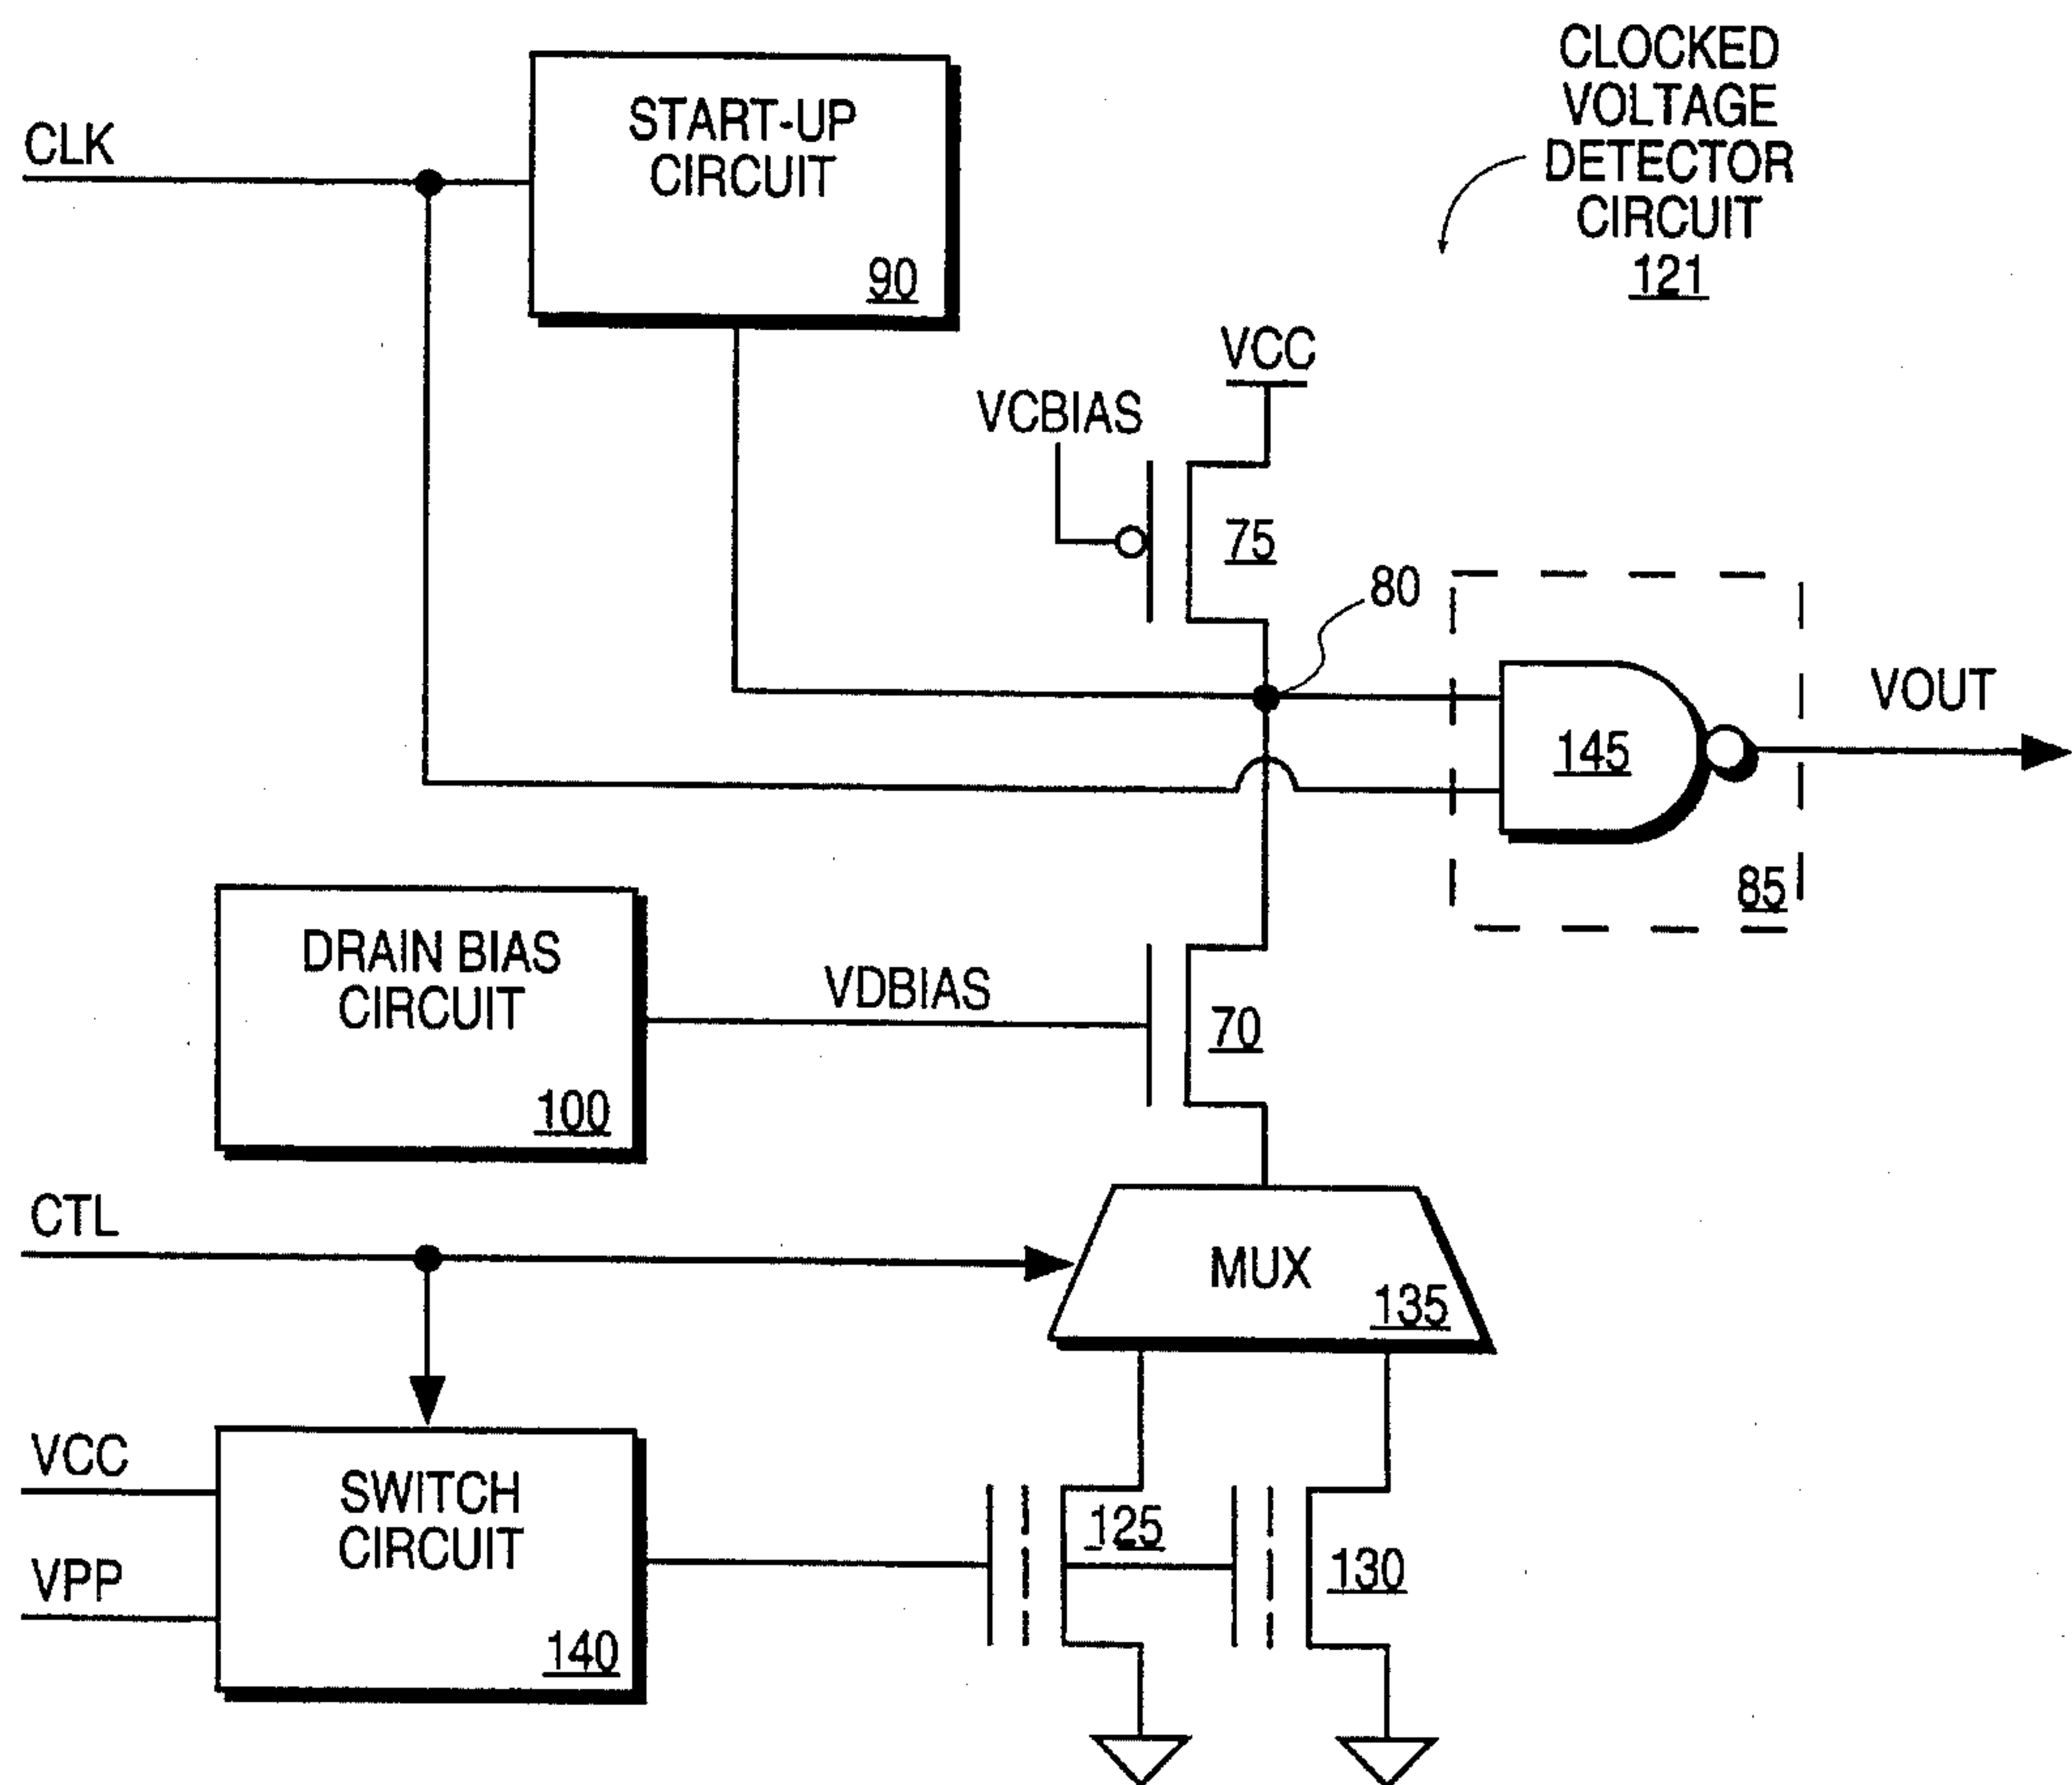 CLOCKED
VOLTAGE
DETECTOR
CIRCUIT
121
CLK
START-UP
CIRCUIT
90
VCC
VCBIAS
75
80
145
VOUT
85
DRAIN BIAS
CIRCUIT
100
VDBIAS
70
CTL
MUX
135
VCC
VPP
SWITCH
CIRCUIT
140
125
130